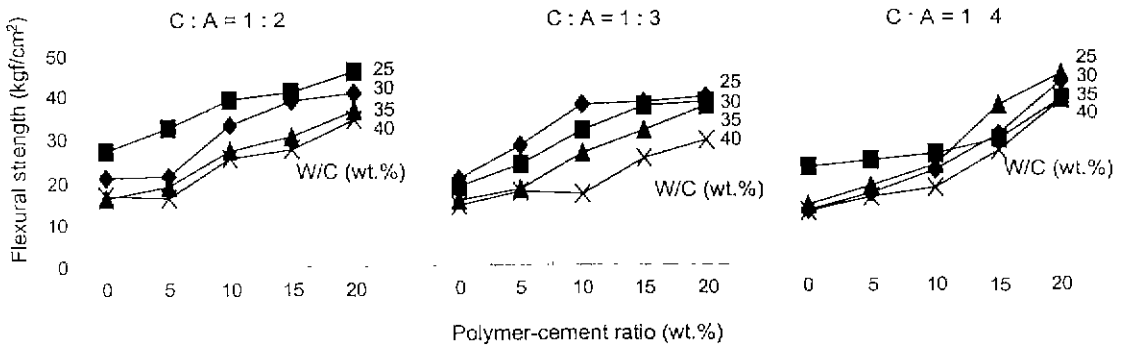 C : A = 1 : 2
C : A = 1 : 3
C : A = 1 4
Flexural strength (kgf/cm²)
50
40
30
20
10
0
25
30
35
40
W/C (wt.%)
0 5 10 15 20
25
30
35
40
W/C (wt.%)
0 5 10 15 20
25
30
35
40
W/C (wt.%)
0 5 10 15 20
Polymer-cement ratio (wt.%)